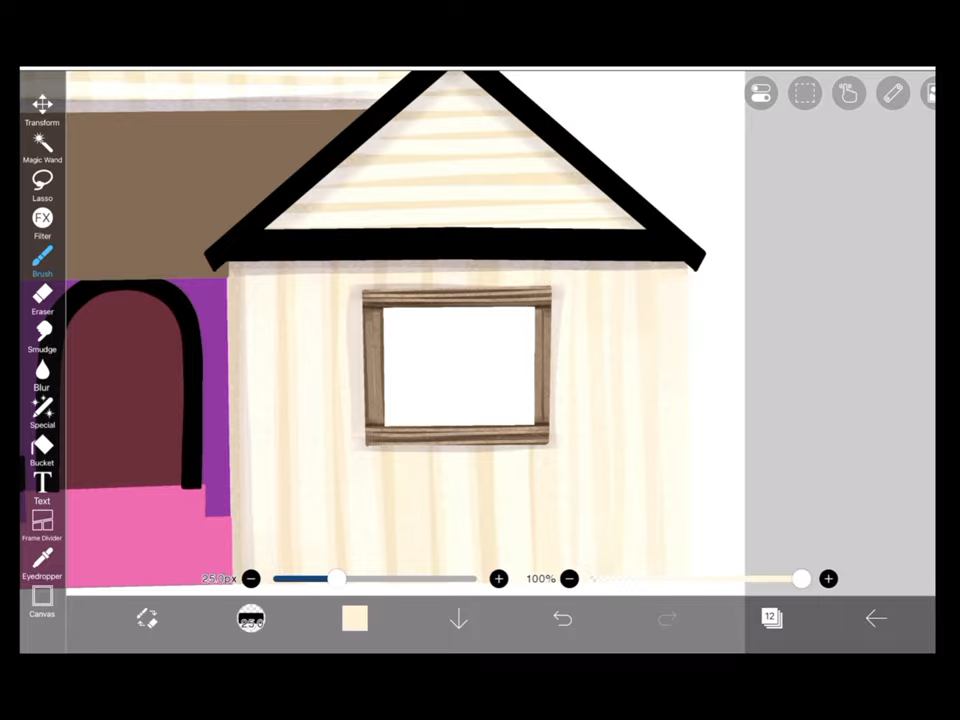 Transform
Magic Wand
Lasso
FX
Filter
Brush
Eraser
Smudge
Blur
Special
Bucket
T
Text
Frame Divider
Eyedropper
Canvas
25.0px
100%
25.0
12